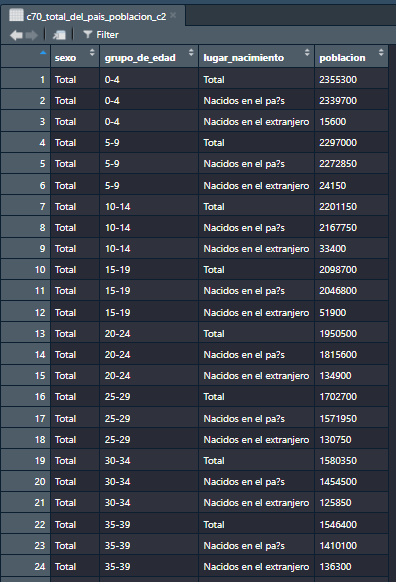 c70_total_del_pais_poblacion_c2
Filter
sexo grupo_de_edad lugar_nacimiento poblacion
1 Total 0-4 Total 2355300
2 Total 0-4 Nacidos en el pa?s 2339700
3 Total 0-4 Nacidos en el extranjero 15600
4 Total 5-9 Total 2297000
5 Total 5-9 Nacidos en el pa?s 2272850
6 Total 5-9 Nacidos en el extranjero 24150
7 Total 10-14 Total 2201150
8 Total 10-14 Nacidos en el pa?s 2167750
9 Total 10-14 Nacidos en el extranjero 33400
10 Total 15-19 Total 2098700
11 Total 15-19 Nacidos en el pa?s 2046800
12 Total 15-19 Nacidos en el extranjero 51900
13 Total 20-24 Total 1950500
14 Total 20-24 Nacidos en el pa?s 1815600
15 Total 20-24 Nacidos en el extranjero 134900
16 Total 25-29 Total 1702700
17 Total 25-29 Nacidos en el pa?s 1571950
18 Total 25-29 Nacidos en el extranjero 130750
19 Total 30-34 Total 1580350
20 Total 30-34 Nacidos en el pa?s 1454500
21 Total 30-34 Nacidos en el extranjero 125850
22 Total 35-39 Total 1546400
23 Total 35-39 Nacidos en el pa?s 1410100
24 Total 35-39 Nacidos en el extranjero 136300